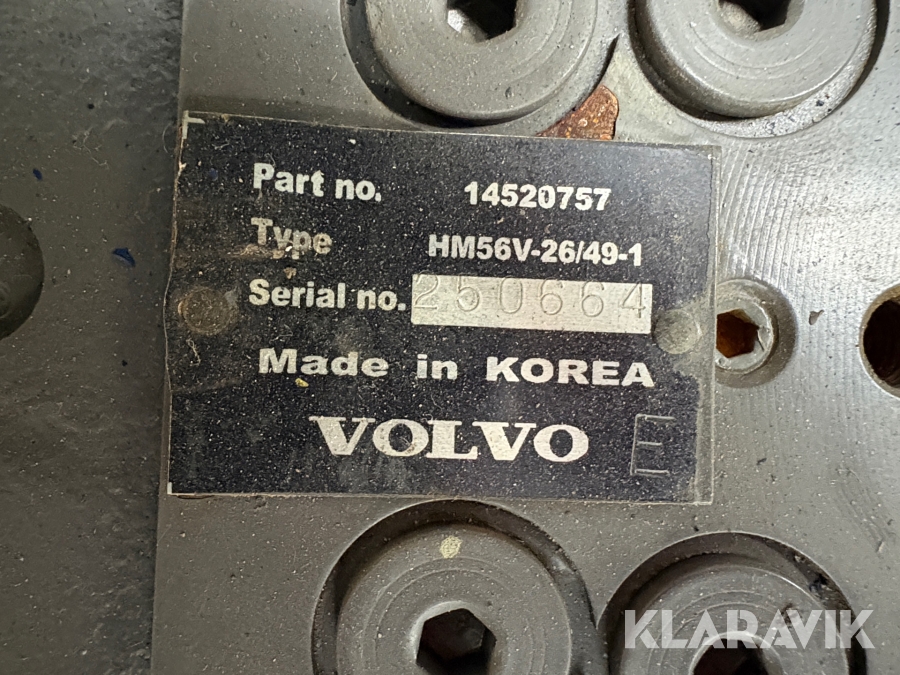 Part no. 14520757
Type HM56V-26/49-1
Serial no. 250664
Made in KOREA
VOLVO E
KLARAVIK